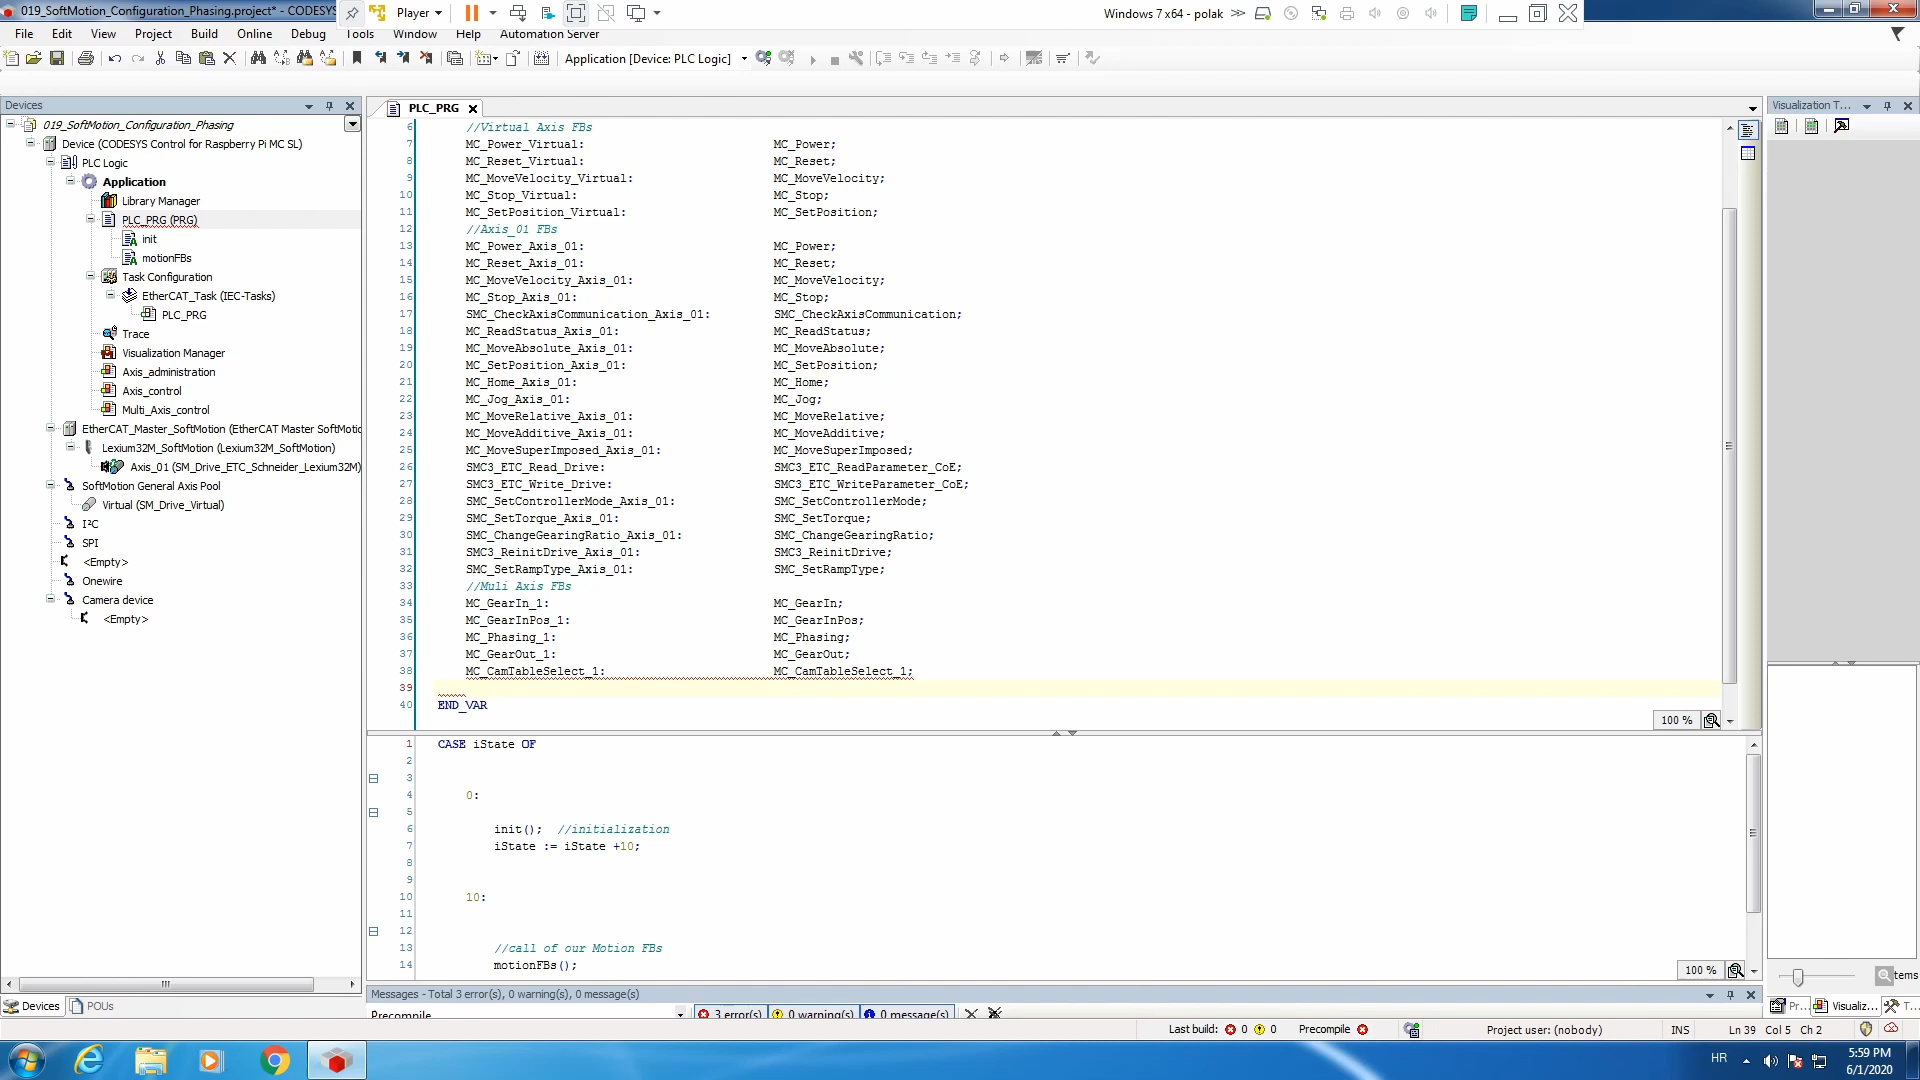 019_SoftMotion_Configuration_Phasing.project* - CODESYS
Player
Windows 7 x64 - polak
File Edit View Project Build Online Debug Tools Window Help Automation Server
Application [Device: PLC Logic]
Devices
019_SoftMotion_Configuration_Phasing
Device (CODESYS Control for Raspberry Pi MC SL)
PLC Logic
Application
Library Manager
PLC_PRG (PRG)
init
motionFBs
Task Configuration
EtherCAT_Task (IEC-Tasks)
PLC_PRG
Trace
Visualization Manager
Axis_administration
Axis_control
Multi_Axis_control
EtherCAT_Master_SoftMotion (EtherCAT Master SoftMotic
Lexium32M_SoftMotion (Lexium32M_SoftMotion)
Axis_01 (SM_Drive_ETC_Schneider_Lexium32M)
SoftMotion General Axis Pool
Virtual (SM_Drive_Virtual)
I²C
SPI
<Empty>
Onewire
Camera device
<Empty>
Devices POUs
PLC_PRG
6 //Virtual Axis FBs
7 MC_Power_Virtual: MC_Power;
8 MC_Reset_Virtual: MC_Reset;
9 MC_MoveVelocity_Virtual: MC_MoveVelocity;
10 MC_Stop_Virtual: MC_Stop;
11 MC_SetPosition_Virtual: MC_SetPosition;
12 //Axis_01 FBs
13 MC_Power_Axis_01: MC_Power;
14 MC_Reset_Axis_01: MC_Reset;
15 MC_MoveVelocity_Axis_01: MC_MoveVelocity;
16 MC_Stop_Axis_01: MC_Stop;
17 SMC_CheckAxisCommunication_Axis_01: SMC_CheckAxisCommunication;
18 MC_ReadStatus_Axis_01: MC_ReadStatus;
19 MC_MoveAbsolute_Axis_01: MC_MoveAbsolute;
20 MC_SetPosition_Axis_01: MC_SetPosition;
21 MC_Home_Axis_01: MC_Home;
22 MC_Jog_Axis_01: MC_Jog;
23 MC_MoveRelative_Axis_01: MC_MoveRelative;
24 MC_MoveAdditive_Axis_01: MC_MoveAdditive;
25 MC_MoveSuperImposed_Axis_01: MC_MoveSuperImposed;
26 SMC3_ETC_Read_Drive: SMC3_ETC_ReadParameter_CoE;
27 SMC3_ETC_Write_Drive: SMC3_ETC_WriteParameter_CoE;
28 SMC_SetControllerMode_Axis_01: SMC_SetControllerMode;
29 SMC_SetTorque_Axis_01: SMC_SetTorque;
30 SMC_ChangeGearingRatio_Axis_01: SMC_ChangeGearingRatio;
31 SMC3_ReinitDrive_Axis_01: SMC3_ReinitDrive;
32 SMC_SetRampType_Axis_01: SMC_SetRampType;
33 //Muli Axis FBs
34 MC_GearIn_1: MC_GearIn;
35 MC_GearInPos_1: MC_GearInPos;
36 MC_Phasing_1: MC_Phasing;
37 MC_GearOut_1: MC_GearOut;
38 MC_CamTableSelect_1: MC_CamTableSelect_1;
39
40 END_VAR
100 %
1 CASE iState OF
2
3
4 0:
5
6 init(); //initialization
7 iState := iState +10;
8
9
10 10:
11
12
13 //call of our Motion FBs
14 motionFBs();
100 %
Messages - Total 3 error(s), 0 warning(s), 0 message(s)
Precompile 3 error(s) 0 warning(s) 0 message(s)
Visualization T...
Pr... Visualiz... T...
Last build: 0 0 Precompile Project user: (nobody) INS Ln 39 Col 5 Ch 2
HR
5:59 PM
6/1/2020